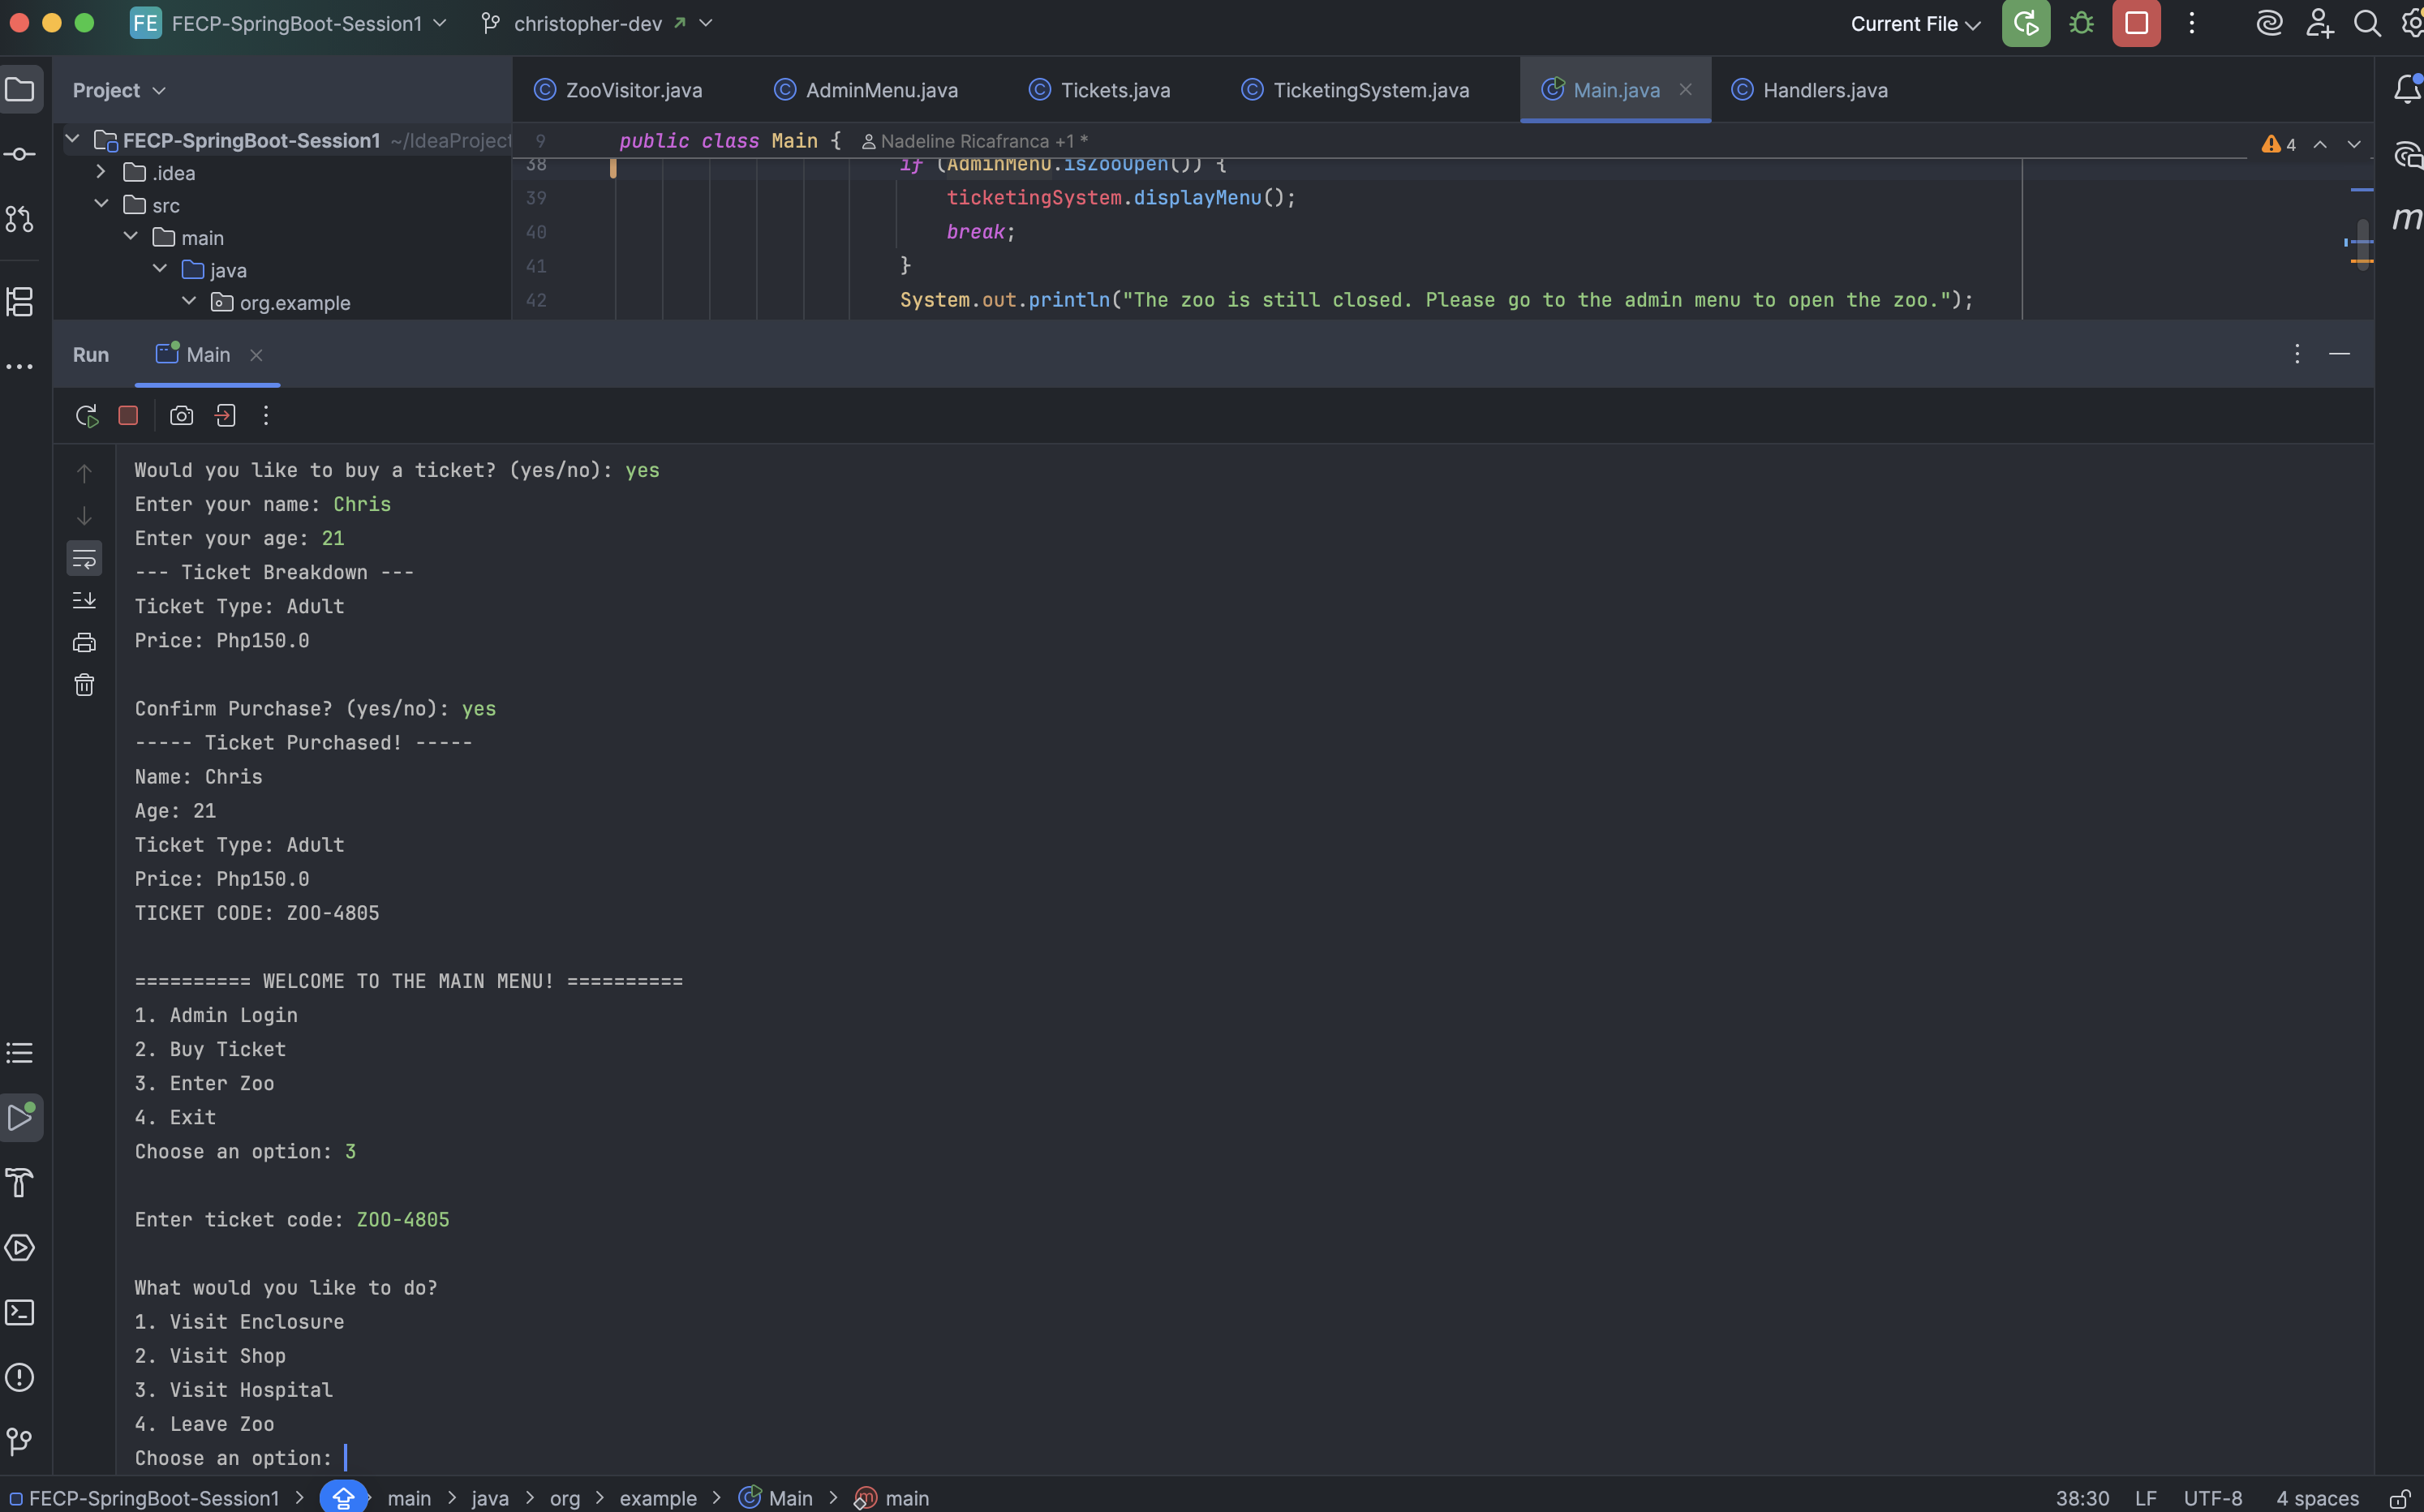 FE FECP-SpringBoot-Session1 christopher-dev Current File
Project ZooVisitor.java AdminMenu.java Tickets.java TicketingSystem.java Main.java Handlers.java
FECP-SpringBoot-Session1 ~/IdeaProject
.idea
src
main
java
org.example
9 public class Main { Nadeline Ricafranca +1 * 4
38 if (AdminMenu.isZooOpen()) {
39 ticketingSystem.displayMenu();
40 break;
41 }
42 System.out.println("The zoo is still closed. Please go to the admin menu to open the zoo.");
Run Main
Would you like to buy a ticket? (yes/no): yes
Enter your name: Chris
Enter your age: 21
--- Ticket Breakdown ---
Ticket Type: Adult
Price: Php150.0
Confirm Purchase? (yes/no): yes
----- Ticket Purchased! -----
Name: Chris
Age: 21
Ticket Type: Adult
Price: Php150.0
TICKET CODE: ZOO-4805
========== WELCOME TO THE MAIN MENU! ==========
1. Admin Login
2. Buy Ticket
3. Enter Zoo
4. Exit
Choose an option: 3
Enter ticket code: ZOO-4805
What would you like to do?
1. Visit Enclosure
2. Visit Shop
3. Visit Hospital
4. Leave Zoo
Choose an option:
FECP-SpringBoot-Session1 > main > java > org > example > Main > main 38:30 LF UTF-8 4 spaces